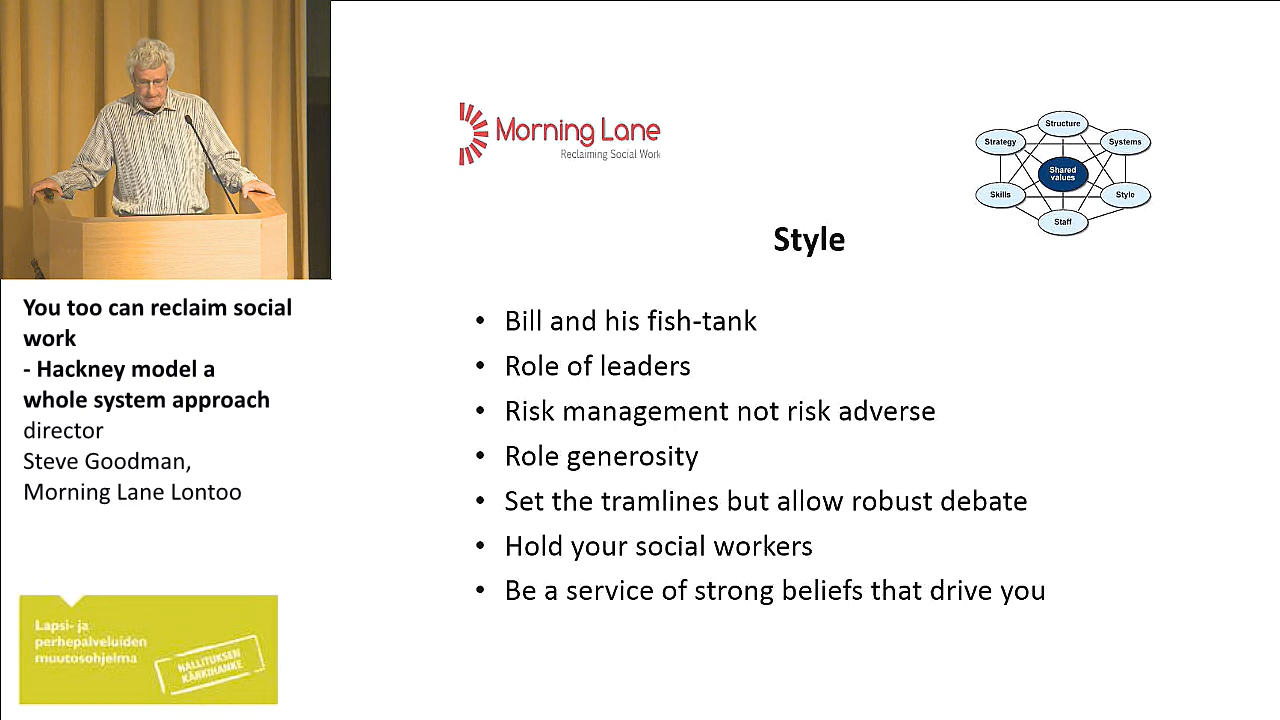 You too can reclaim social
work
- Hackney model a
whole system approach
director
Steve Goodman,
Morning Lane Lontoo
Lapsi- ja
perhepalveluiden
muutosohjelma
HALLITUKSEN
KÄRKIHANKE
Morning Lane
Reclaiming Social Work
Structure
Strategy
Systems
Shared
values
Skills
Style
Staff
Style
• Bill and his fish-tank
• Role of leaders
• Risk management not risk adverse
• Role generosity
• Set the tramlines but allow robust debate
• Hold your social workers
• Be a service of strong beliefs that drive you